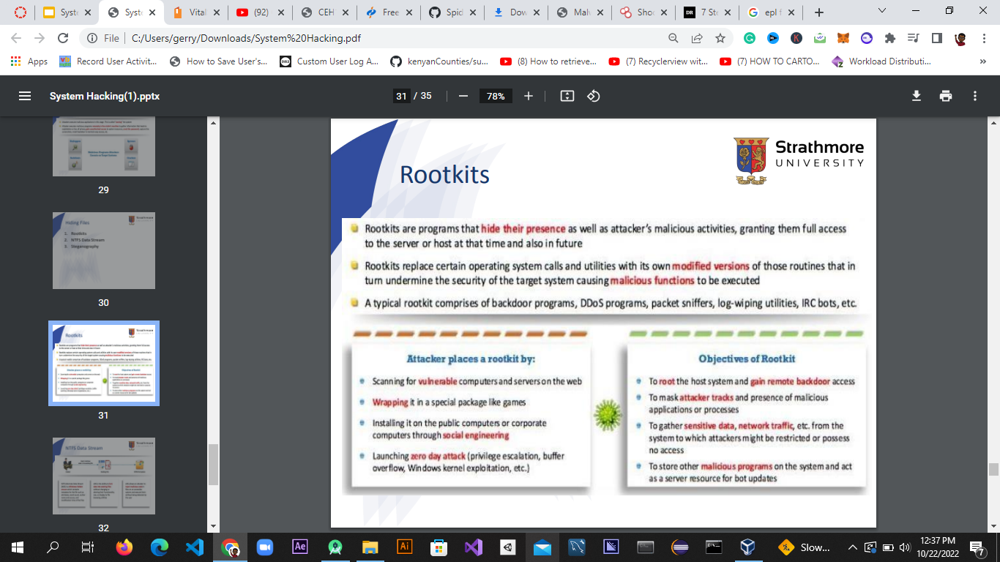 Syste
Syste
Vital
(92)
CEH
Free
Spid
Dow
Malw
Shoc
7 Ste
epl f
File
C:/Users/gerry/Downloads/System%20Hacking.pdf
Apps
Record User Activit...
How to Save User's...
Custom User Log A...
kenyanCounties/su...
(8) How to retrieve...
(7) Recyclerview wit...
(7) HOW TO CARTO...
Workload Distributi...
System Hacking(1).pptx
31 / 35
78%
29
Hiding Files
1. Rootkits
2. NTFS Data Stream
3. Steganography
30
Rootkits
31
NTFS Data Stream
32
Strathmore
UNIVERSITY
Rootkits
Rootkits are programs that hide their presence as well as attacker's malicious activities, granting them full access
to the server or host at that time and also in future
Rootkits replace certain operating system calls and utilities with its own modified versions of those routines that in
turn undermine the security of the target system causing malicious functions to be executed
A typical rootkit comprises of backdoor programs, DDoS programs, packet sniffers, log-wiping utilities, IRC bots, etc.
Attacker places a rootkit by:
Scanning for vulnerable computers and servers on the web
Wrapping it in a special package like games
Installing it on the public computers or corporate
computers through social engineering
Launching zero day attack (privilege escalation, buffer
overflow, Windows kernel exploitation, etc.)
Objectives of Rootkit
To root the host system and gain remote backdoor access
To mask attacker tracks and presence of malicious
applications or processes
To gather sensitive data, network traffic, etc. from the
system to which attackers might be restricted or possess
no access
To store other malicious programs on the system and act
as a server resource for bot updates
Slow...
12:37 PM
10/22/2022
7